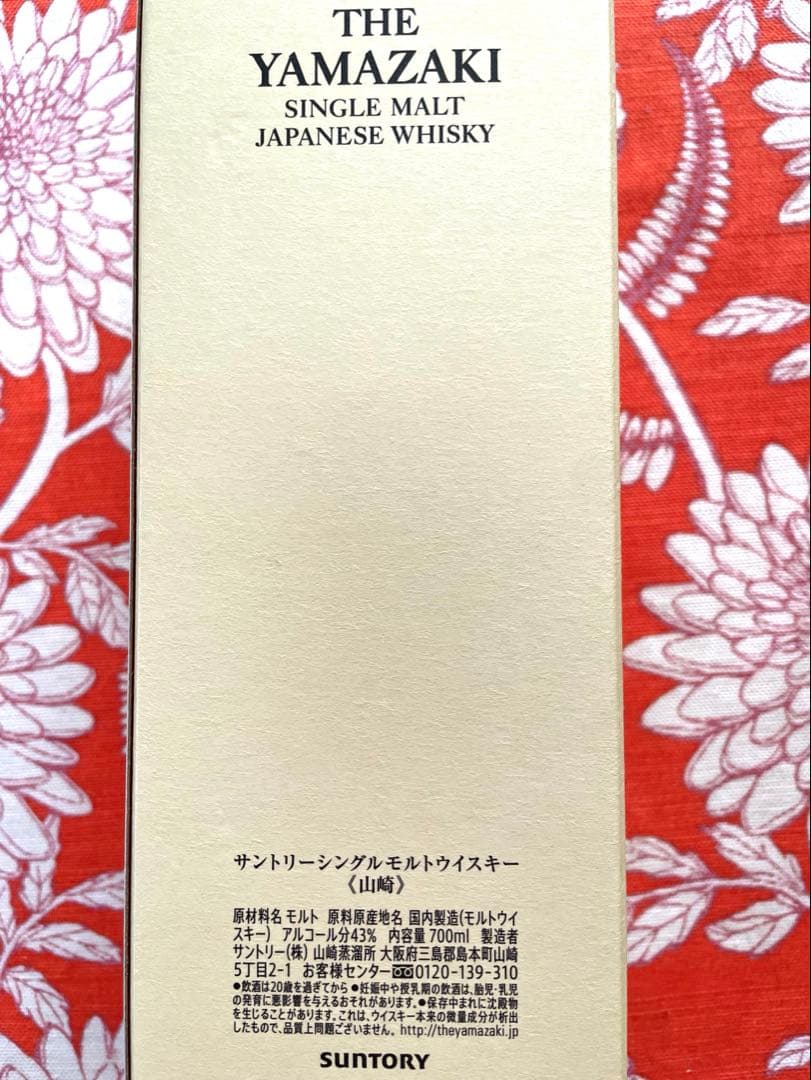 THE
YAMAZAKI
SINGLE MALT
JAPANESE WHISKY
サントリーシングルモルトウイスキー
《山崎》
原材料名 モルト 原料原産地名 国内製造(モルトウイ
スキー) アルコール分43% 内容量 700ml 製造者
サントリー(株) 山崎蒸溜所 大阪府三島郡島本町山崎
5丁目2-1 お客様センター 0120-139-310
●飲酒は20歳を過ぎてから ●妊娠中や授乳期の飲酒は、胎児・乳児
の発育に悪影響を与えるおそれがあります。●保存中まれに沈殿物
を生じることがあります。これは、ウイスキー本来の微量成分が析出
したもので、品質上問題ございません。 http://theyamazaki.jp
SUNTORY